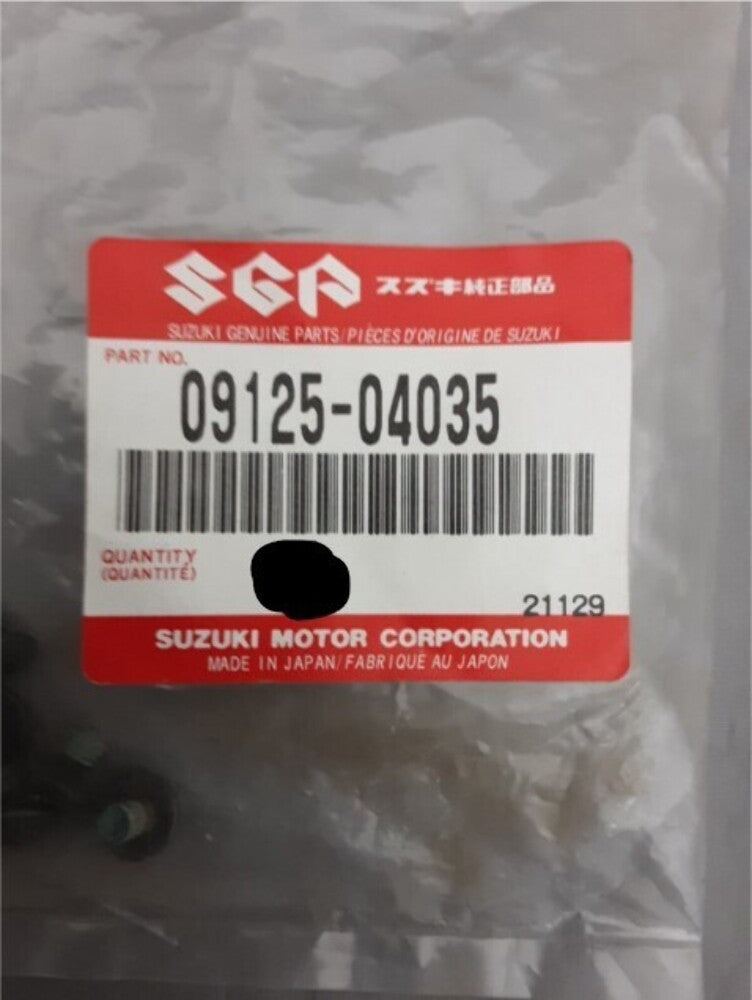 SGP スズキ純正部品
SUZUKI GENUINE PARTS/PIÈCES D'ORIGINE DE SUZUKI
PART NO.
09125-04035
QUANTITY
(QUANTITÉ)
21129
SUZUKI MOTOR CORPORATION
MADE IN JAPAN/FABRIQUÉ AU JAPON